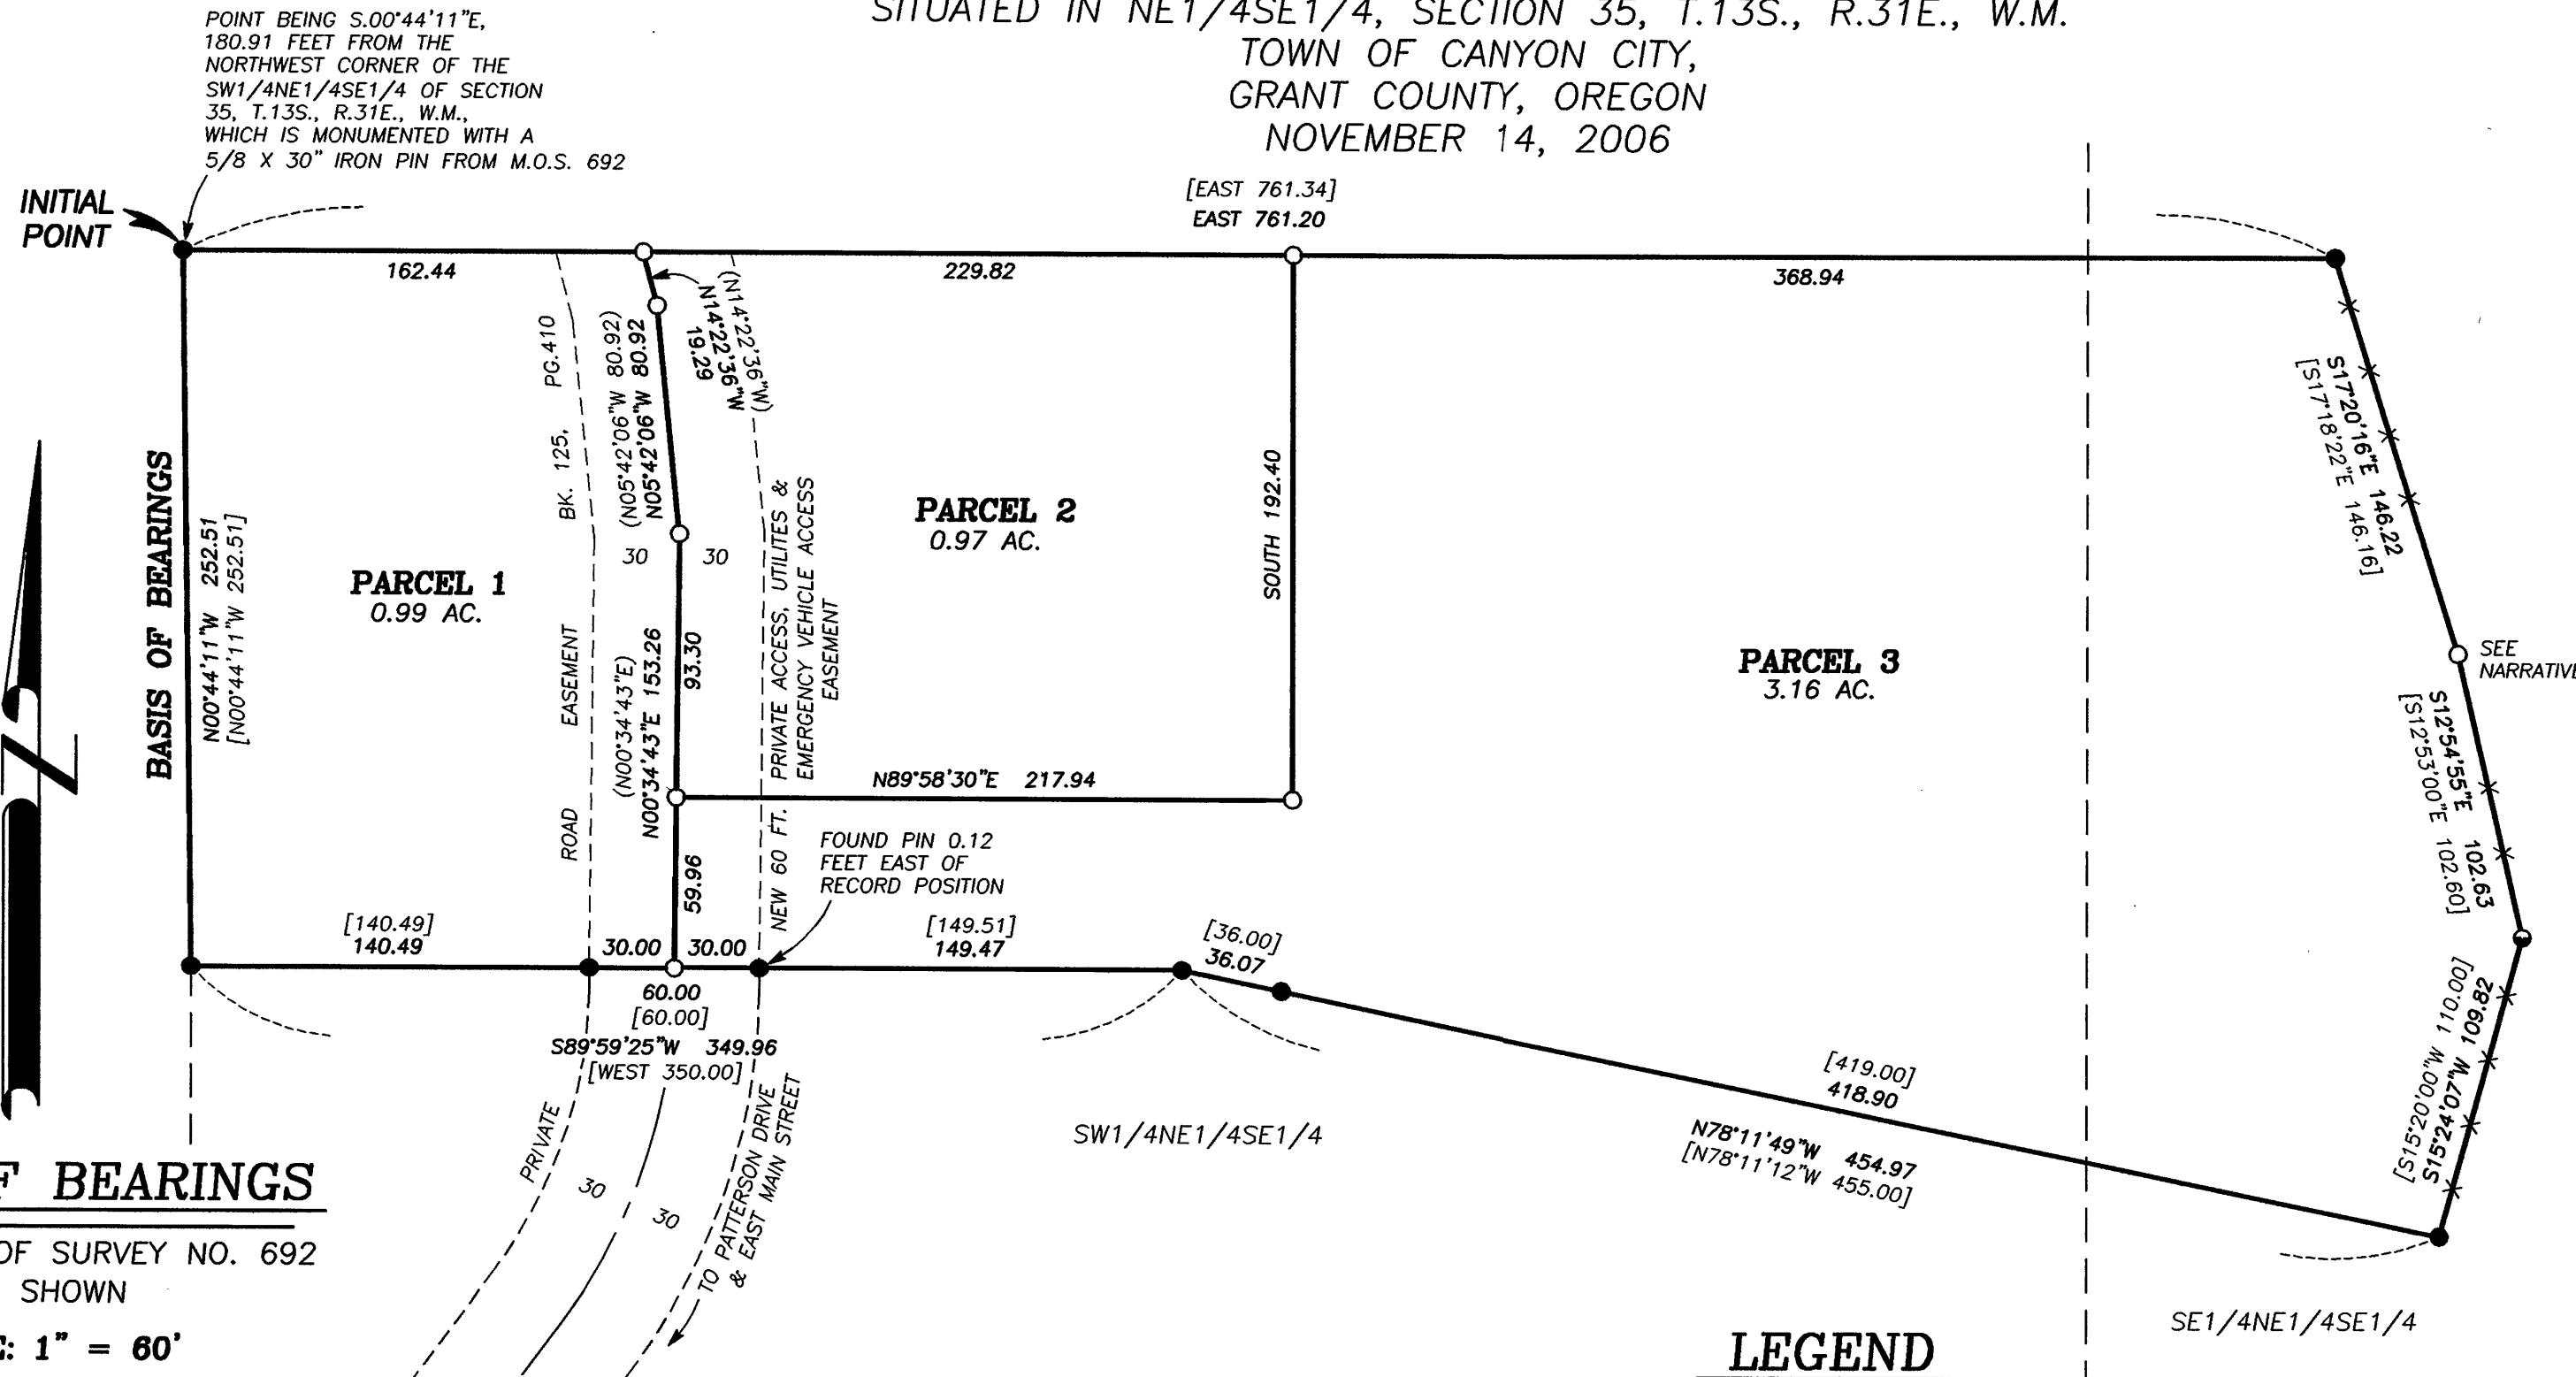 SITUATED IN NE1/4SE1/4, SECTION 35, T.13S., R.31E., W.M.
TOWN OF CANYON CITY,
GRANT COUNTY, OREGON
NOVEMBER 14, 2006
POINT BEING S.00°44'11"E,
180.91 FEET FROM THE
NORTHWEST CORNER OF THE
SW1/4NE1/4SE1/4 OF SECTION
35, T.13S., R.31E., W.M.,
WHICH IS MONUMENTED WITH A
5/8 X 30" IRON PIN FROM M.O.S. 692
INITIAL
POINT
[EAST 761.34]
EAST 761.20
162.44
229.82
368.94
BASIS OF BEARINGS
N00°44'11"W 252.51
[N00°44'11"W 252.51]
PARCEL 1
0.99 AC.
BK. 125, PG.410
ROAD EASEMENT
(N05°42'06"W 80.92)
N05°42'06"W 80.92
(N14°22'36"W)
N14°22'36"W
19.29
30
30
(N00°34'43"E)
N00°34'43"E 153.26
93.30
59.96
NEW 60 FT. PRIVATE ACCESS, UTILITES &
EMERGENCY VEHICLE ACCESS
EASEMENT
PARCEL 2
0.97 AC.
SOUTH 192.40
N89°58'30"E 217.94
FOUND PIN 0.12
FEET EAST OF
RECORD POSITION
PARCEL 3
3.16 AC.
S17°20'16"E 146.22
[S17°18'22"E 146.16]
SEE
NARRATIVE
S12°54'55"E 102.63
[S12°53'00"E 102.60]
[S15°20'00"W 110.00]
S15°24'07"W 109.82
[140.49]
140.49
30.00
30.00
[149.51]
149.47
[36.00]
36.07
60.00
[60.00]
S89°59'25"W 349.96
[WEST 350.00]
[419.00]
418.90
N78°11'49"W 454.97
[N78°11'12"W 455.00]
PRIVATE
30
30
TO PATTERSON DRIVE
& EAST MAIN STREET
SW1/4NE1/4SE1/4
SE1/4NE1/4SE1/4
F BEARINGS
OF SURVEY NO. 692
SHOWN
E: 1" = 60'
LEGEND